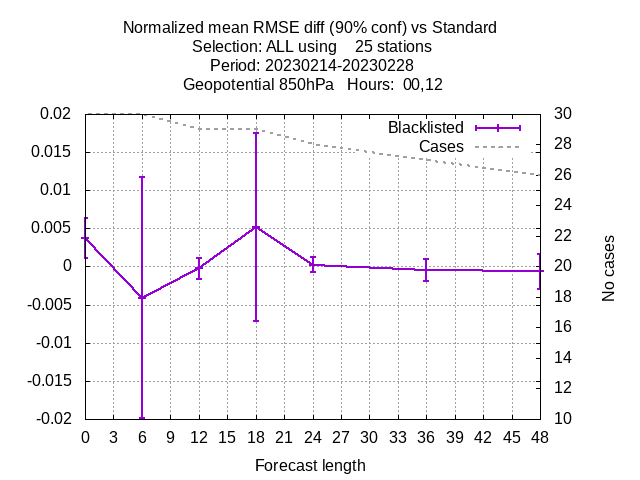 Normalized mean RMSE diff (90% conf) vs Standard
Selection: ALL using    25 stations
Period: 20230214-20230228
Geopotential 850hPa   Hours:  00,12
Blacklisted
Cases
0.02
0.015
0.01
0.005
0
-0.005
-0.01
-0.015
-0.02
30
28
26
24
22
20
18
16
14
12
10
No cases
0 3 6 9 12 15 18 21 24 27 30 33 36 39 42 45 48
Forecast length